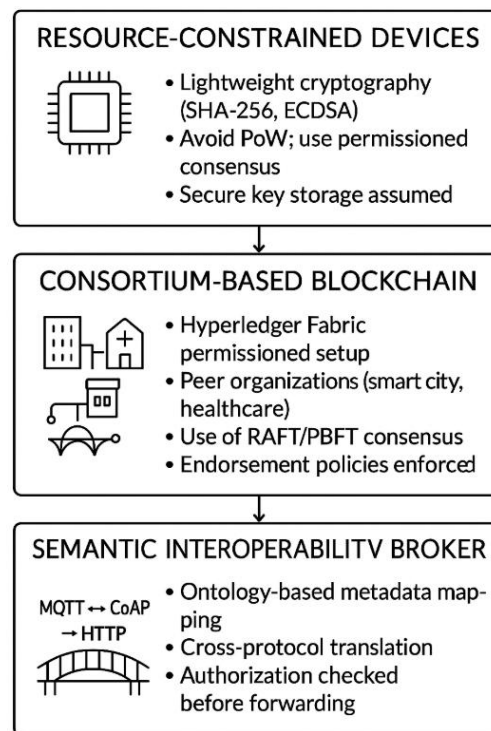 RESOURCE-CONSTRAINED DEVICES
• Lightweight cryptography
(SHA-256, ECDSA)
• Avoid PoW; use permissioned
consensus
• Secure key storage assumed
CONSORTIUM-BASED BLOCKCHAIN
• Hyperledger Fabric
permissioned setup
• Peer organizations (smart city,
healthcare)
• Use of RAFT/PBFT consensus
• Endorsement policies enforced
SEMANTIC INTEROPERABILITV BROKER
MQTT ↔ CoAP
→ HTTP
• Ontology-based metadata map-
ping
• Cross-protocol translation
• Authorization checked
before forwarding